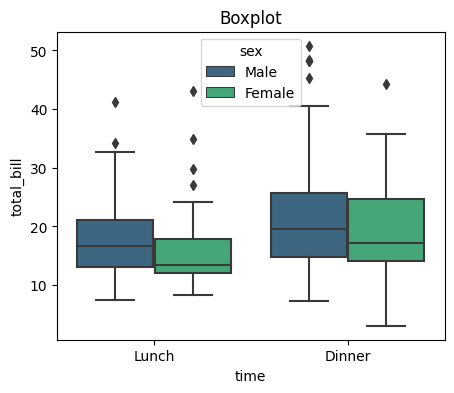 Boxplot
50
40
30
20
10
total_bill
sex
Male
Female
Lunch
Dinner
time